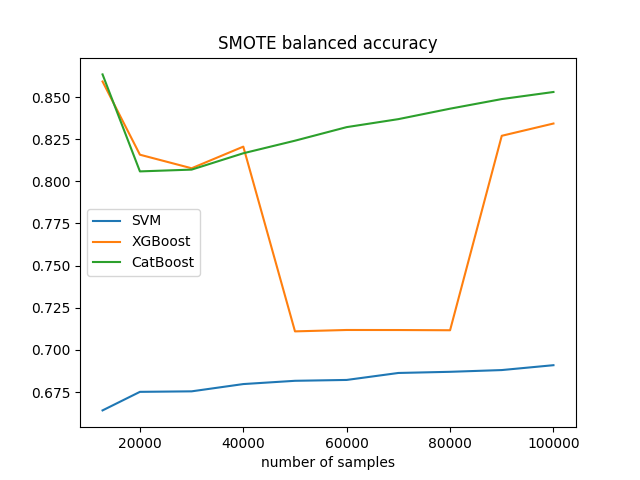 SMOTE balanced accuracy
0.850
0.825
0.800
0.775
0.750
0.725
0.700
0.675
SVM
XGBoost
CatBoost
20000 40000 60000 80000 100000
number of samples